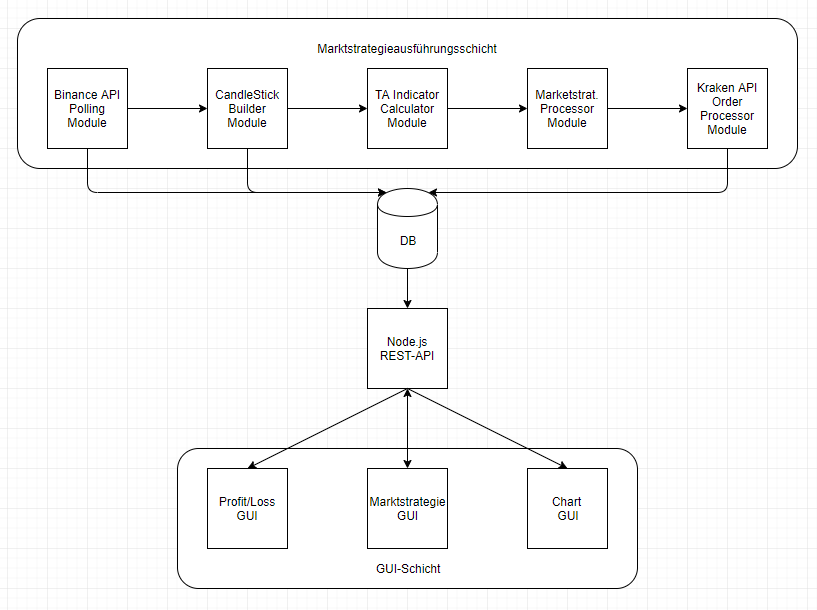 Marktstrategieausführungsschicht
Binance API
Polling
Module
CandleStick
Builder
Module
TA Indicator
Calculator
Module
Marketstrat.
Processor
Module
Kraken API
Order
Processor
Module
DB
Node.js
REST-API
Profit/Loss
GUI
Marktstrategie
GUI
Chart
GUI
GUI-Schicht